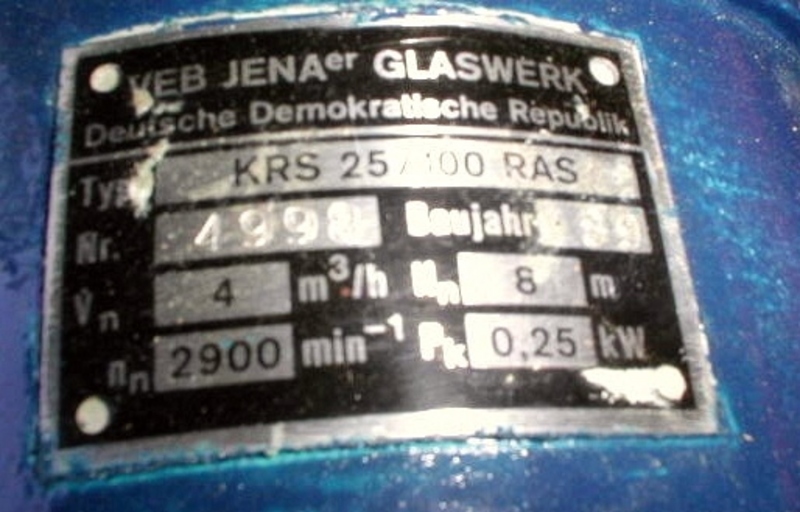 VEB JENAer GLASWERK
Deutsche Demokratische Republik
Typ KRS 25/100 RAS
Nr. 4998 Baujahr 89
V̇n 4 m³/h Hn 8 m
nn 2900 min⁻¹ Pk 0,25 kW